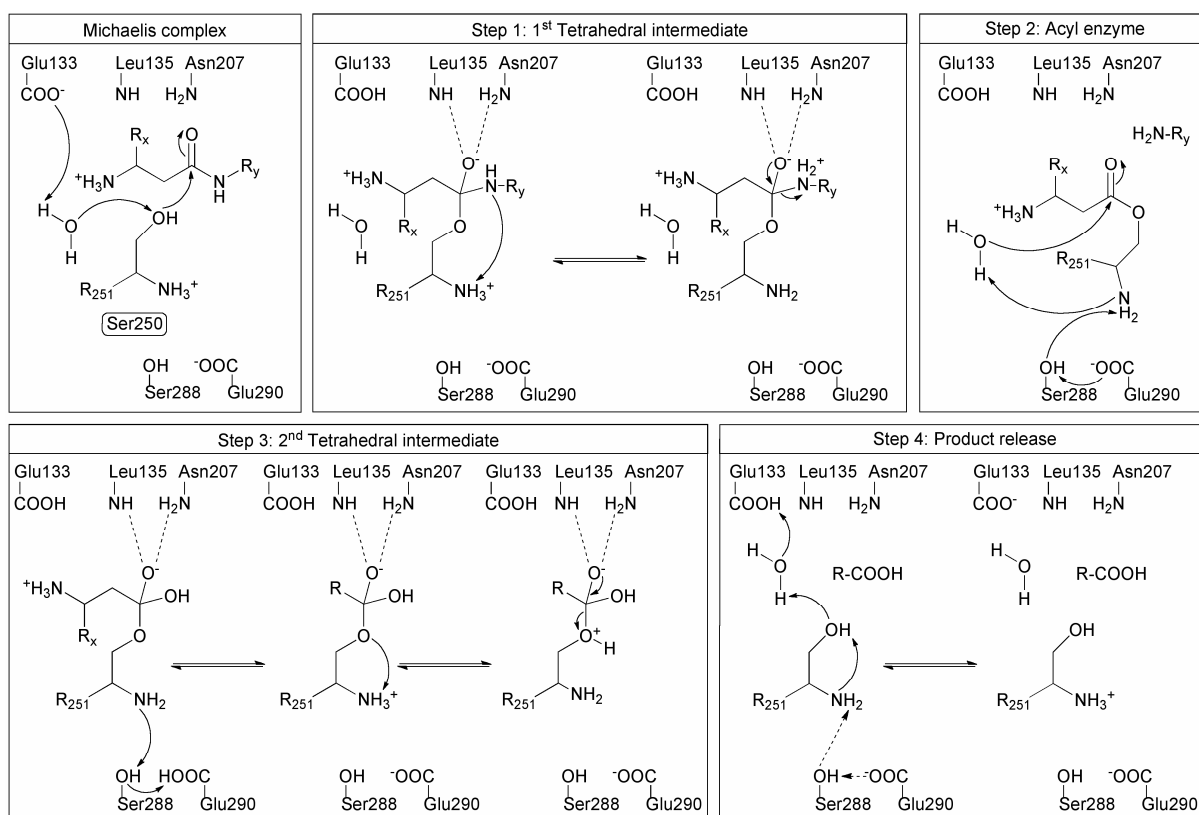 Michaelis complex
Glu133 Leu135 Asn207
COO- NH H2N
Rx O
+H3N N Ry
H
H O OH
H
R251 NH3+
Ser250
OH -OOC
Ser288 Glu290
Step 1: 1st Tetrahedral intermediate
Glu133 Leu135 Asn207 Glu133 Leu135 Asn207
COOH NH H2N COOH NH H2N
O- H O- H2+
+H3N N-Ry +H3N N-Ry
H O Rx O H O Rx O
H H
R251 NH3+ R251 NH2
OH -OOC OH -OOC
Ser288 Glu290 Ser288 Glu290
Step 2: Acyl enzyme
Glu133 Leu135 Asn207
COOH NH H2N
H2N-Ry
Rx O
+H3N O
H-O
H R251
N
H2
OH -OOC
Ser288 Glu290
Step 3: 2nd Tetrahedral intermediate
Glu133 Leu135 Asn207 Glu133 Leu135 Asn207 Glu133 Leu135 Asn207
COOH NH H2N COOH NH H2N COOH NH H2N
+H3N O- OH R O- OH R O- OH
Rx O O O+ H
R251 NH2 R251 NH3+ R251 NH2
OH HOOC OH -OOC OH -OOC
Ser288 Glu290 Ser288 Glu290 Ser288 Glu290
Step 4: Product release
Glu133 Leu135 Asn207 Glu133 Leu135 Asn207
COOH NH H2N COO- NH H2N
H O R-COOH H O R-COOH
H H
OH OH
R251 NH2 R251 NH3+
OH -OOC OH -OOC
Ser288 Glu290 Ser288 Glu290